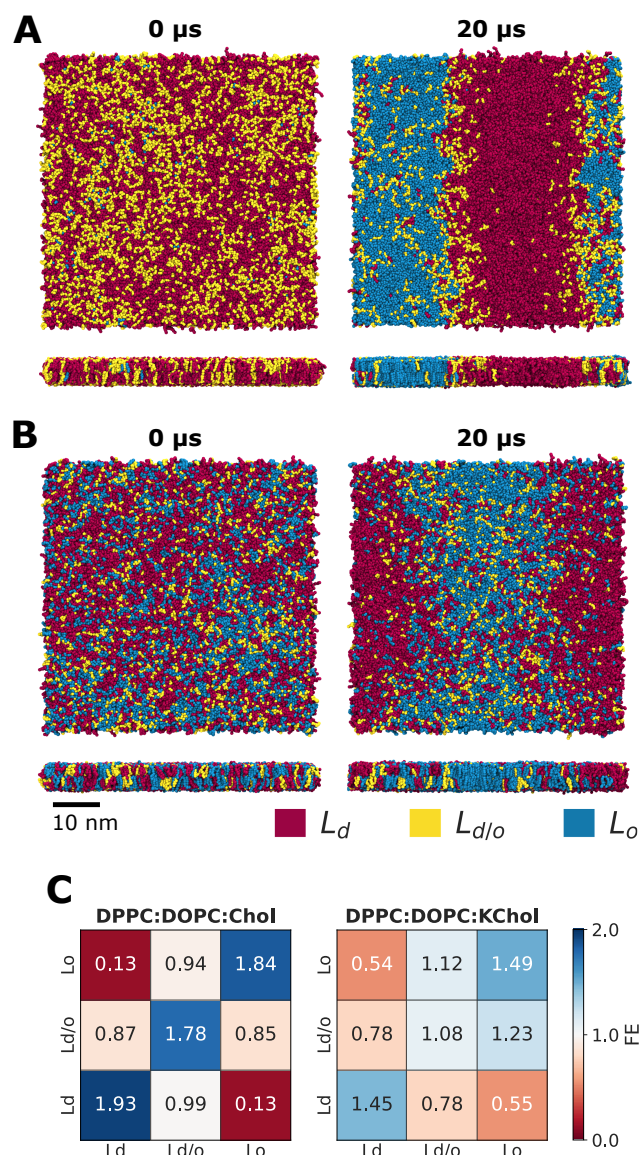 A
0 µs 20 µs
B
0 µs 20 µs
10 nm
Ld Ld/o Lo
C
DPPC:DOPC:Chol DPPC:DOPC:KChol
Lo 0.13 0.94 1.84 0.54 1.12 1.49 2.0
Ld/o 0.87 1.78 0.85 0.78 1.08 1.23 1.0 FE
Ld 1.93 0.99 0.13 1.45 0.78 0.55 0.0
Ld Ld/o Lo Ld Ld/o Lo